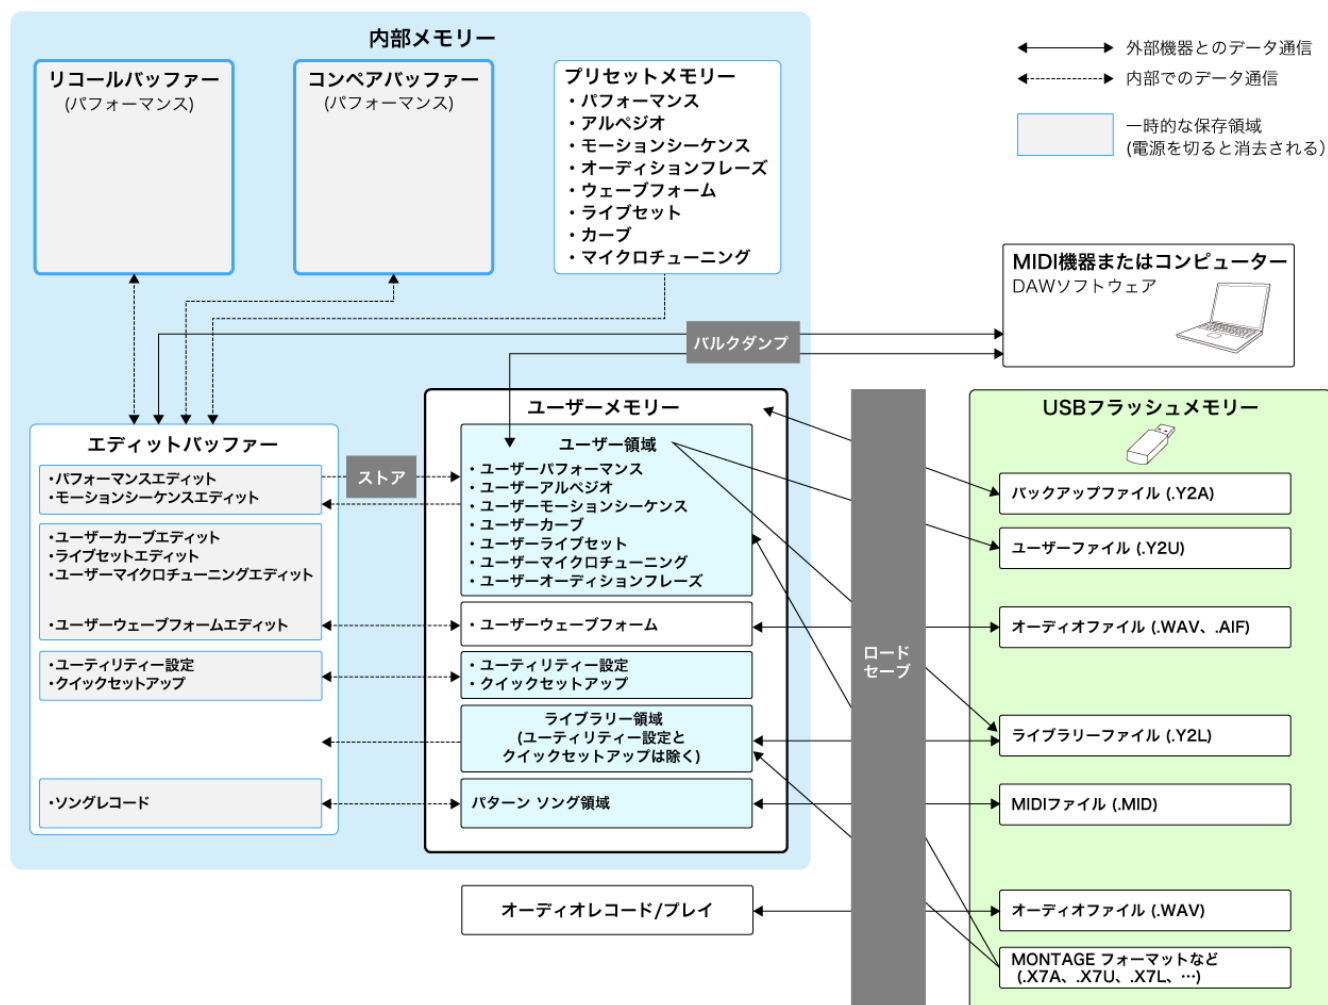 内部メモリー
リコールバッファー
(パフォーマンス)
コンペアバッファー
(パフォーマンス)
プリセットメモリー
・パフォーマンス
・アルペジオ
・モーションシーケンス
・オーディションフレーズ
・ウェーブフォーム
・ライブセット
・カーブ
・マイクロチューニング
外部機器とのデータ通信
内部でのデータ通信
一時的な保存領域
(電源を切ると消去される)
MIDI機器またはコンピューター
DAWソフトウェア
バルクダンプ
エディットバッファー
・パフォーマンスエディット
・モーションシーケンスエディット
・ユーザーカーブエディット
・ライブセットエディット
・ユーザーマイクロチューニングエディット
・ユーザーウェーブフォームエディット
・ユーティリティー設定
・クイックセットアップ
・ソングレコード
ストア
ユーザーメモリー
ユーザー領域
・ユーザーパフォーマンス
・ユーザーアルペジオ
・ユーザーモーションシーケンス
・ユーザーカーブ
・ユーザーライブセット
・ユーザーマイクロチューニング
・ユーザーオーディションフレーズ
・ユーザーウェーブフォーム
・ユーティリティー設定
・クイックセットアップ
ライブラリー領域
(ユーティリティー設定と
クイックセットアップは除く)
パターン ソング領域
オーディオレコード/プレイ
ロード
セーブ
USBフラッシュメモリー
バックアップファイル (.Y2A)
ユーザーファイル (.Y2U)
オーディオファイル (.WAV、.AIF)
ライブラリーファイル (.Y2L)
MIDIファイル (.MID)
オーディオファイル (.WAV)
MONTAGE フォーマットなど
(.X7A、.X7U、.X7L、…)